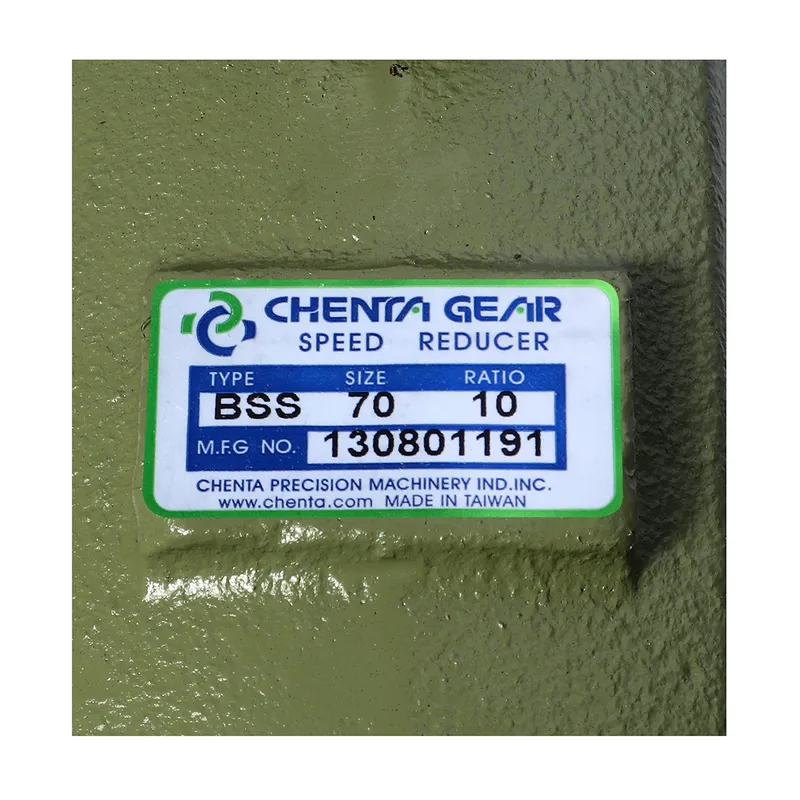 CHENTA GEAR
SPEED REDUCER
TYPE SIZE RATIO
BSS 70 10
M.F.G NO. 130801191
CHENTA PRECISION MACHINERY IND.INC.
www.chenta.com MADE IN TAIWAN